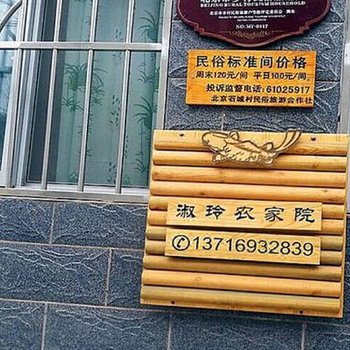 BEIJING RURAL TOURISM HOUSEHOLD
民俗标准间价格
周末120元/间 平日100元/间
投诉监督电话:61025917
北京石城村民俗旅游合作社
淑玲农家院
✆13716932839